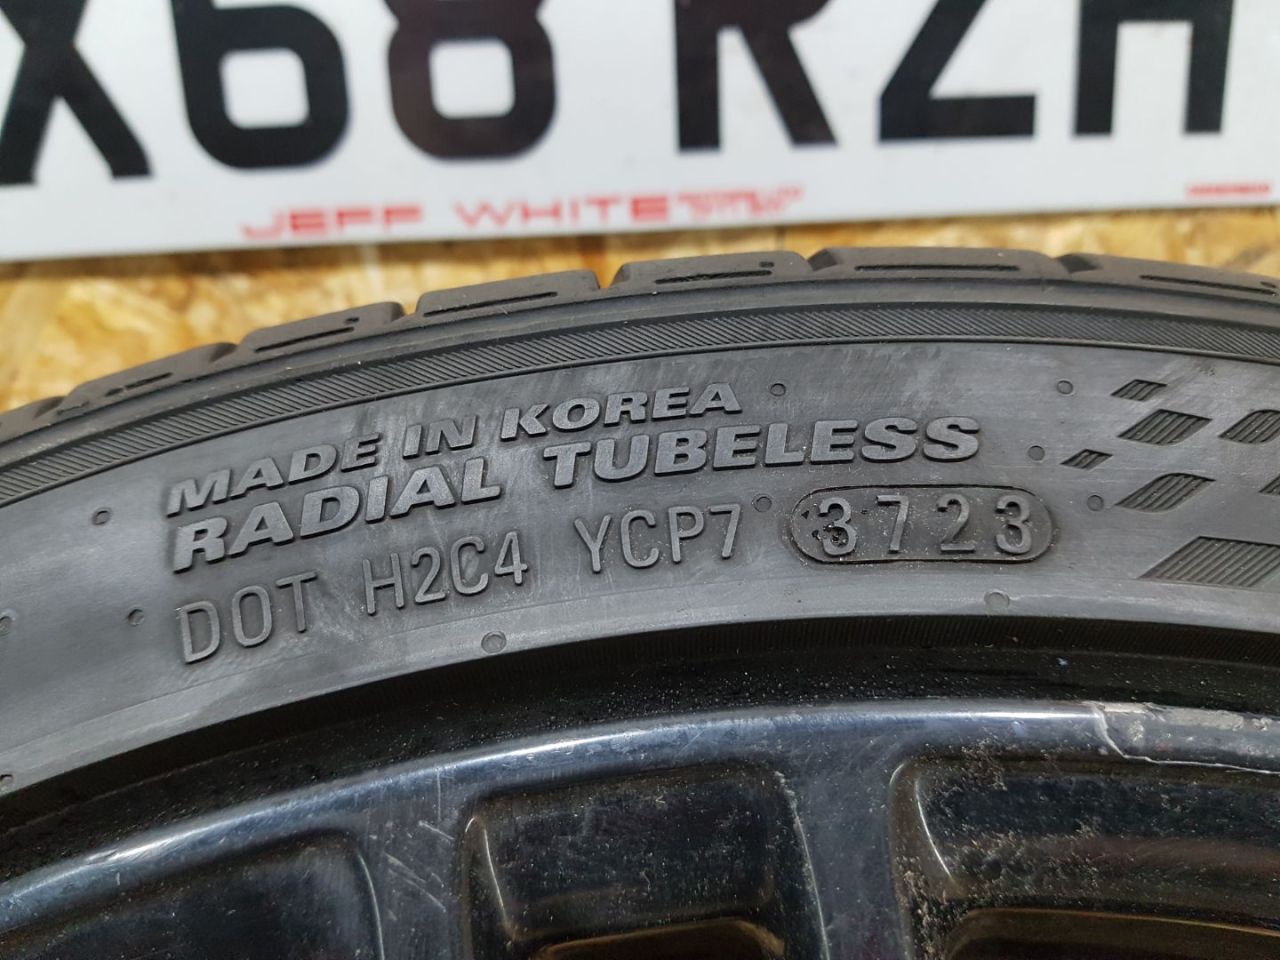 X68 RZH
JEFF WHITE
MADE IN KOREA
RADIAL TUBELESS
DOT H2C4 YCP7 3723